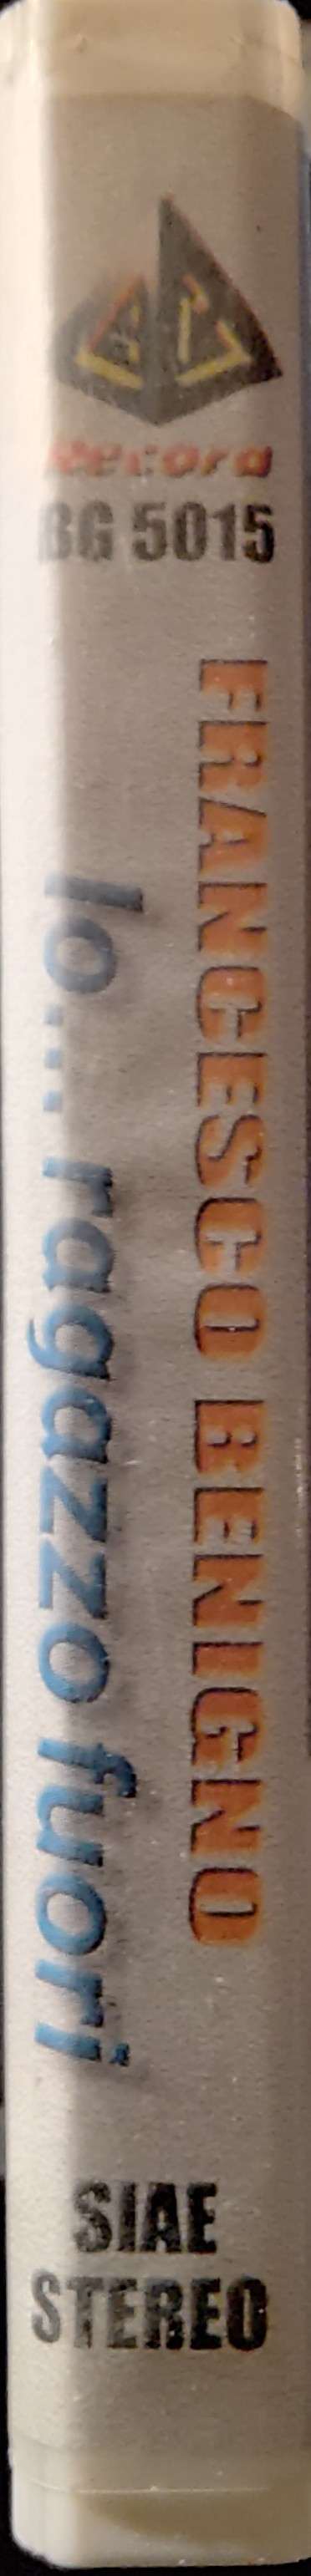 Record
BG 5015
FRANCESCO BENIGNO
Io... ragazzo fuori
SIAE
STEREO